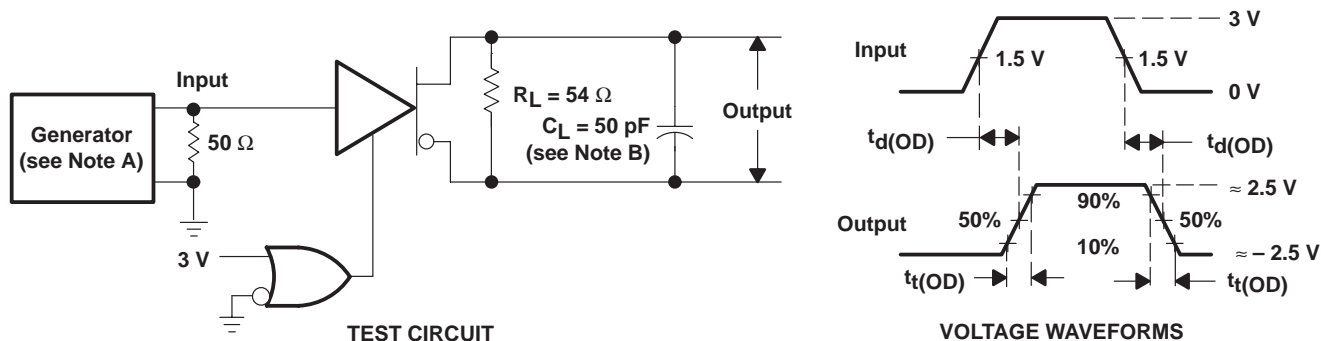 Input
Generator
(see Note A)
50 Ω
R_L = 54 Ω
C_L = 50 pF
(see Note B)
Output
3 V
TEST CIRCUIT
3 V
Input
1.5 V
1.5 V
0 V
t_d(OD)
t_d(OD)
≈ 2.5 V
90%
50%
50%
Output
10%
≈ – 2.5 V
t_t(OD)
t_t(OD)
VOLTAGE WAVEFORMS